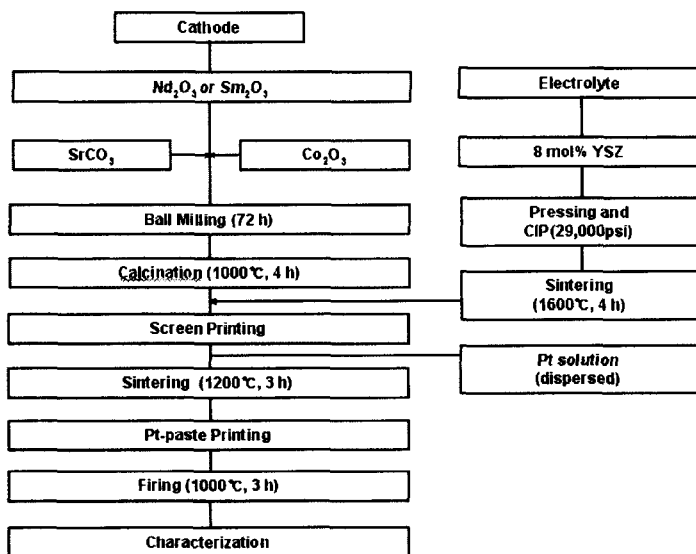 Cathode
Nd₂O₃ or Sm₂O₃
SrCO₃
Co₂O₃
Ball Milling (72 h)
Calcination (1000℃, 4 h)
Screen Printing
Sintering (1200℃, 3 h)
Pt-paste Printing
Firing (1000℃, 3 h)
Characterization
Electrolyte
8 mol% YSZ
Pressing and
CIP(29,000psi)
Sintering
(1600℃, 4 h)
Pt solution
(dispersed)